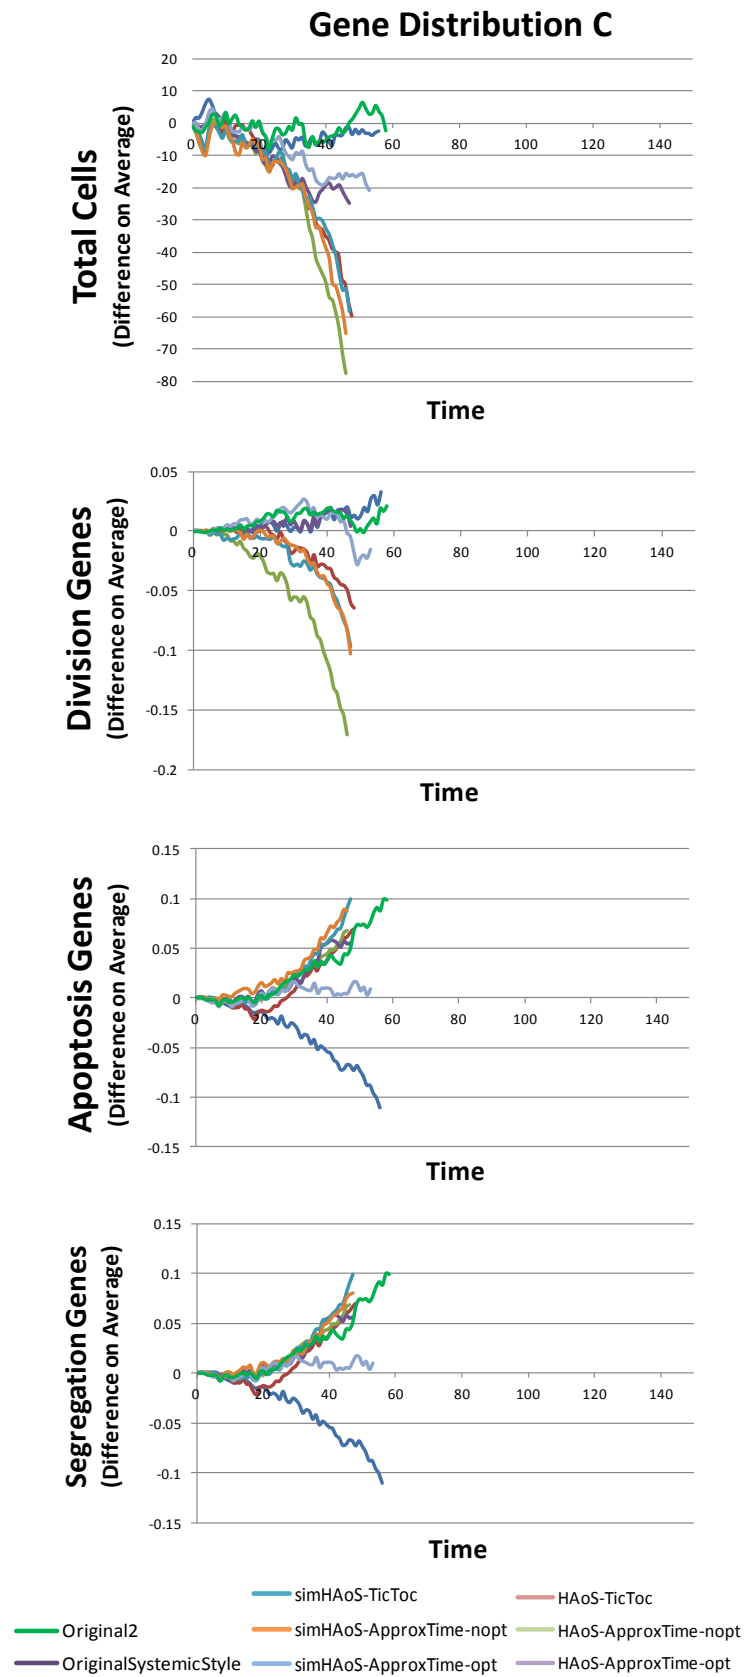 Gene Distribution C
Total Cells
(Difference on Average)
20
10
0
-10
-20
-30
-40
-50
-60
-70
-80
0 20 40 60 80 100 120 140
Time
Division Genes
(Difference on Average)
0.05
0
-0.05
-0.1
-0.15
-0.2
0 20 40 60 80 100 120 140
Time
Apoptosis Genes
(Difference on Average)
0.15
0.1
0.05
0
-0.05
-0.1
-0.15
0 20 40 60 80 100 120 140
Time
Segregation Genes
(Difference on Average)
0.15
0.1
0.05
0
-0.05
-0.1
-0.15
0 20 40 60 80 100 120 140
Time
simHAoS-TicToc HAoS-TicToc
Original2 simHAoS-ApproxTime-nopt HAoS-ApproxTime-nopt
OriginalSystemicStyle simHAoS-ApproxTime-opt HAoS-ApproxTime-opt